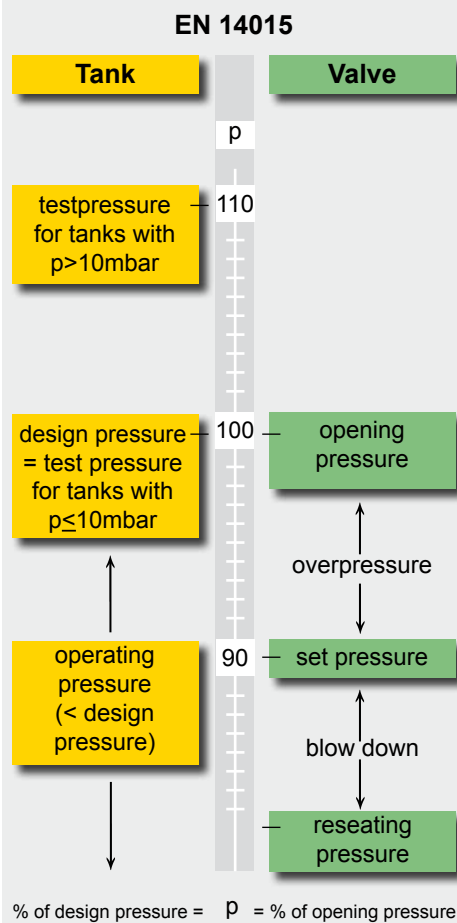 EN 14015
Tank
Valve
p
testpressure
for tanks with
p>10mbar
110
design pressure
= test pressure
for tanks with
p≤10mbar
100
opening
pressure
overpressure
operating
pressure
(< design
pressure)
90
set pressure
blow down
reseating
pressure
% of design pressure = p = % of opening pressure